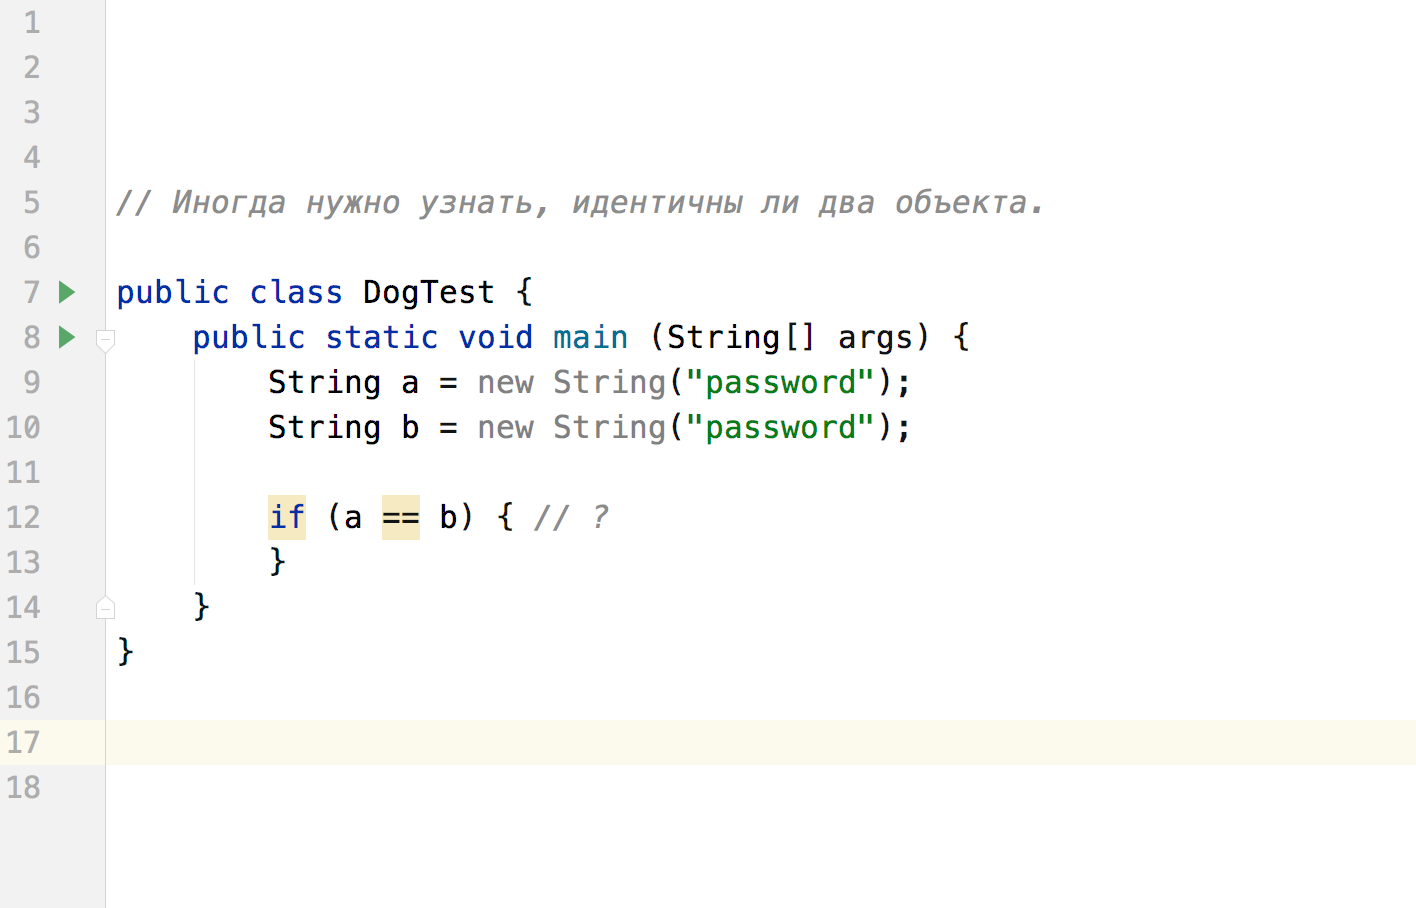 1
2
3
4
5 // Иногда нужно узнать, идентичны ли два объекта.
6
7 public class DogTest {
8 public static void main (String[] args) {
9 String a = new String("password");
10 String b = new String("password");
11
12 if (a == b) { // ?
13 }
14 }
15 }
16
17
18